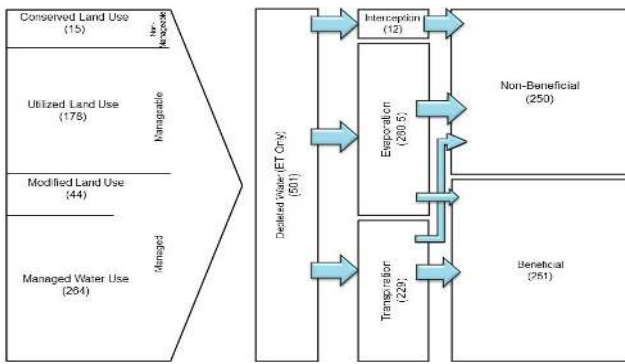 Conserved Land Use
(15)
Non-
Manageable
Utilized Land Use
(178)
Manageable
Modified Land Use
(44)
Managed Water Use
(264)
Managed
Depleted Water (ET Only)
(501)
Interception
(12)
Evaporation
(260.5)
Transpiration
(229)
Non-Beneficial
(250)
Beneficial
(251)